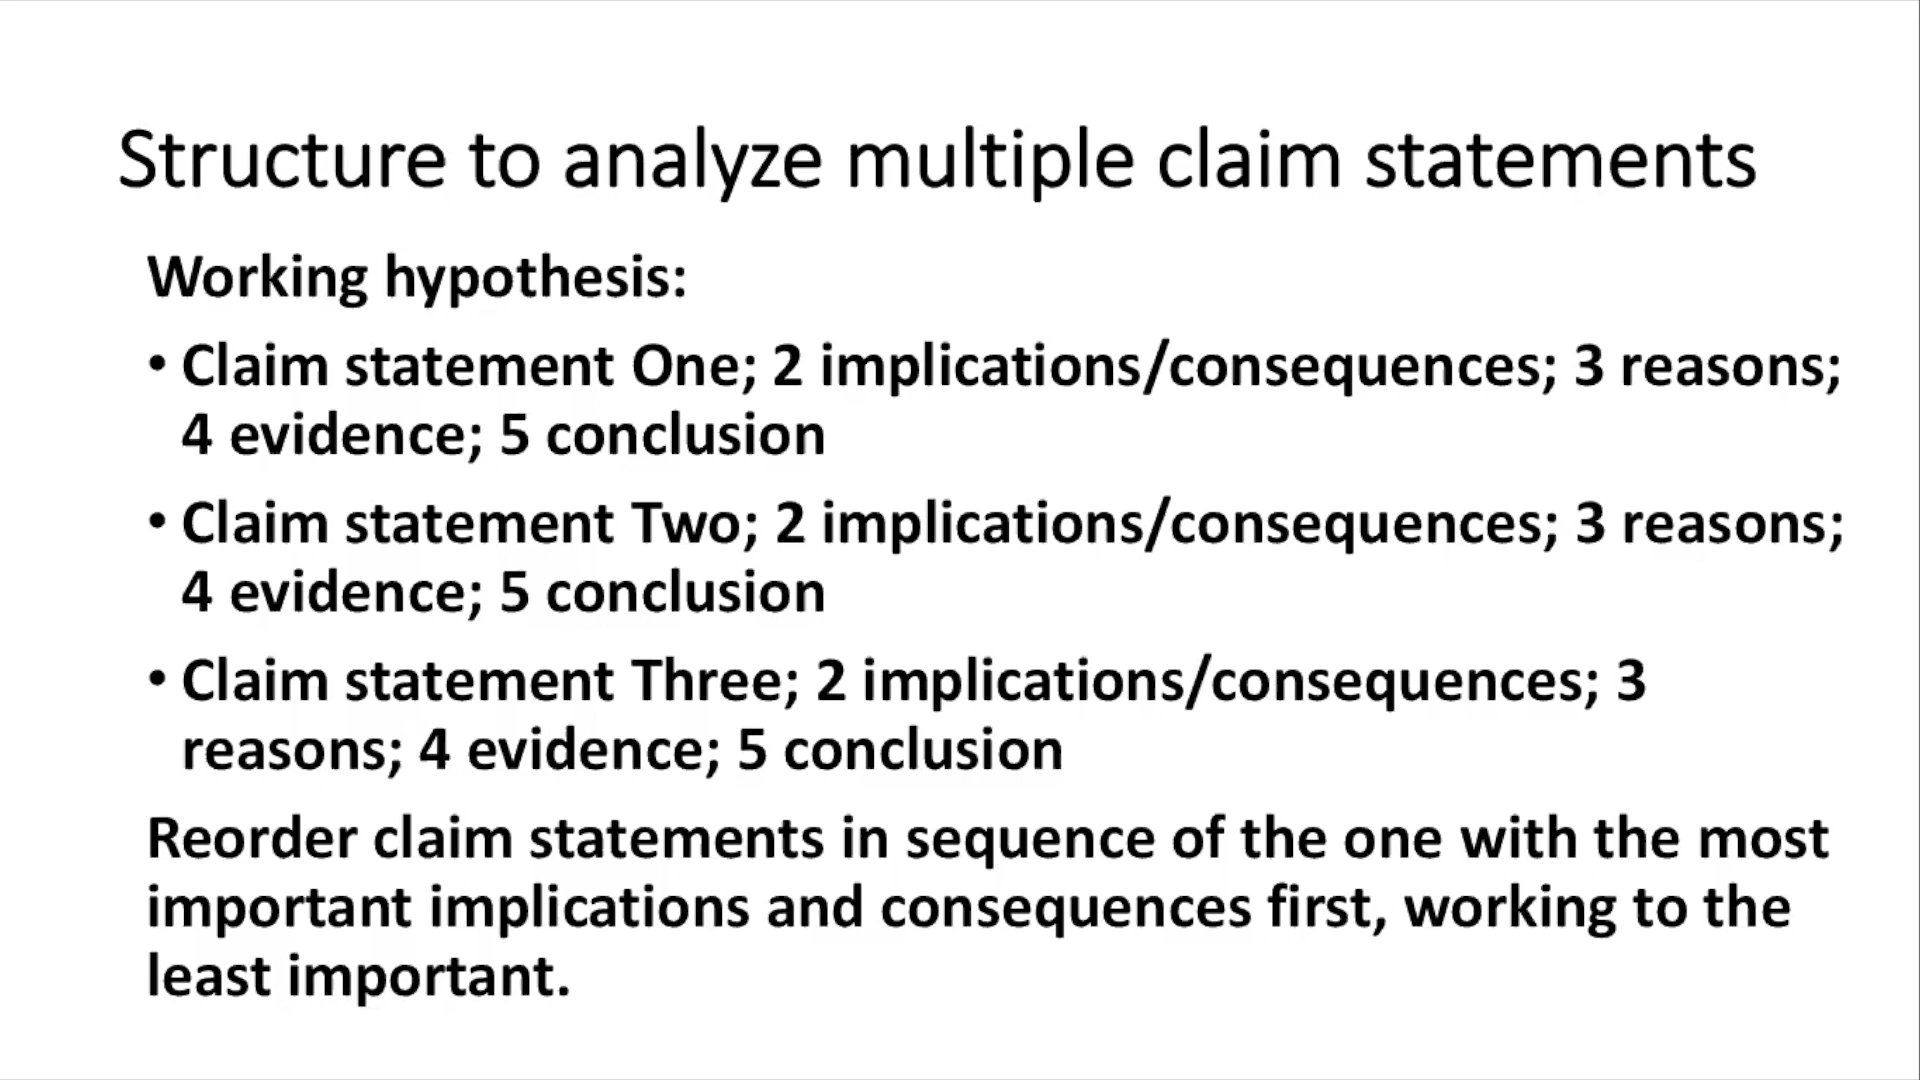 Structure to analyze multiple claim statements
Working hypothesis:
• Claim statement One; 2 implications/consequences; 3 reasons;
4 evidence; 5 conclusion
• Claim statement Two; 2 implications/consequences; 3 reasons;
4 evidence; 5 conclusion
• Claim statement Three; 2 implications/consequences; 3
reasons; 4 evidence; 5 conclusion
Reorder claim statements in sequence of the one with the most
important implications and consequences first, working to the
least important.